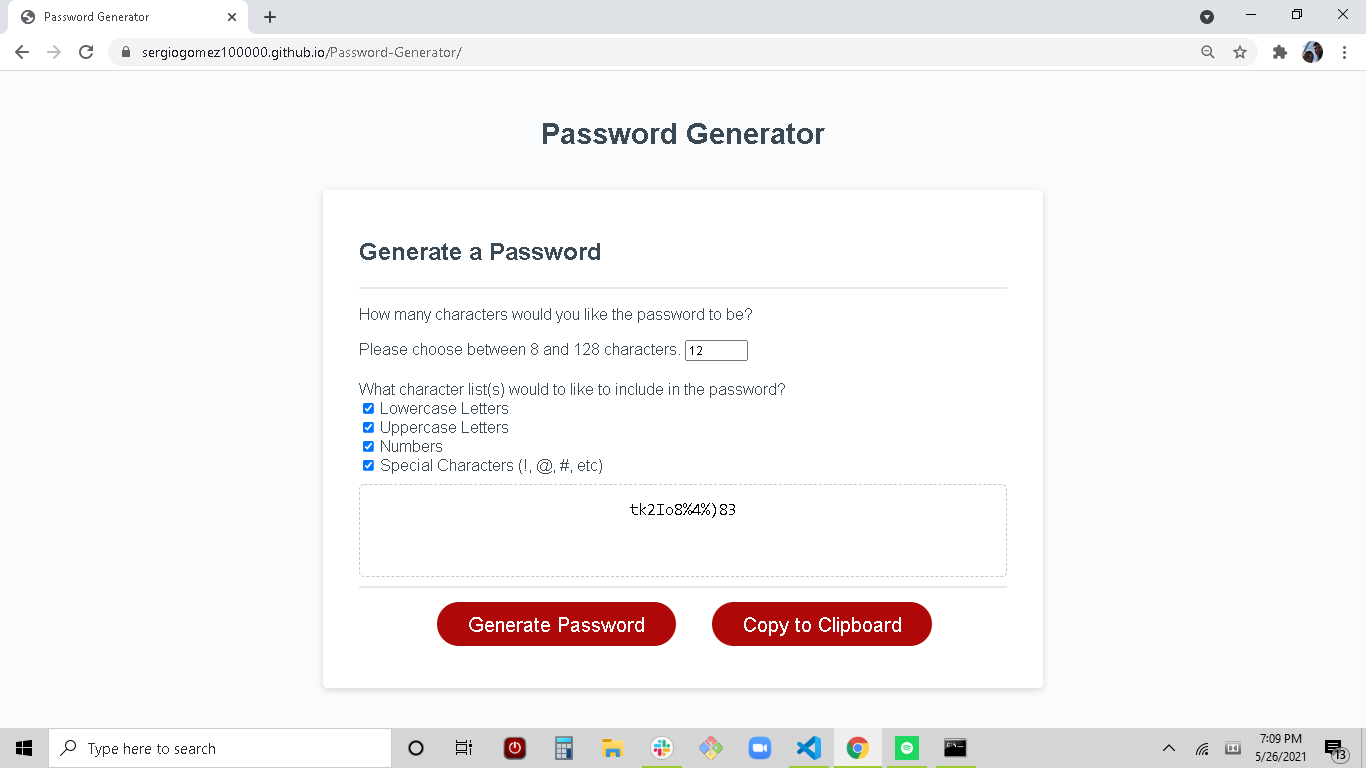 Password Generator
sergiogomez100000.github.io/Password-Generator/
Password Generator
Generate a Password
How many characters would you like the password to be?
Please choose between 8 and 128 characters. 12
What character list(s) would to like to include in the password?
Lowercase Letters
Uppercase Letters
Numbers
Special Characters (!, @, #, etc)
tk2Io8%4%)83
Generate Password Copy to Clipboard
Type here to search
7:09 PM
5/26/2021
13